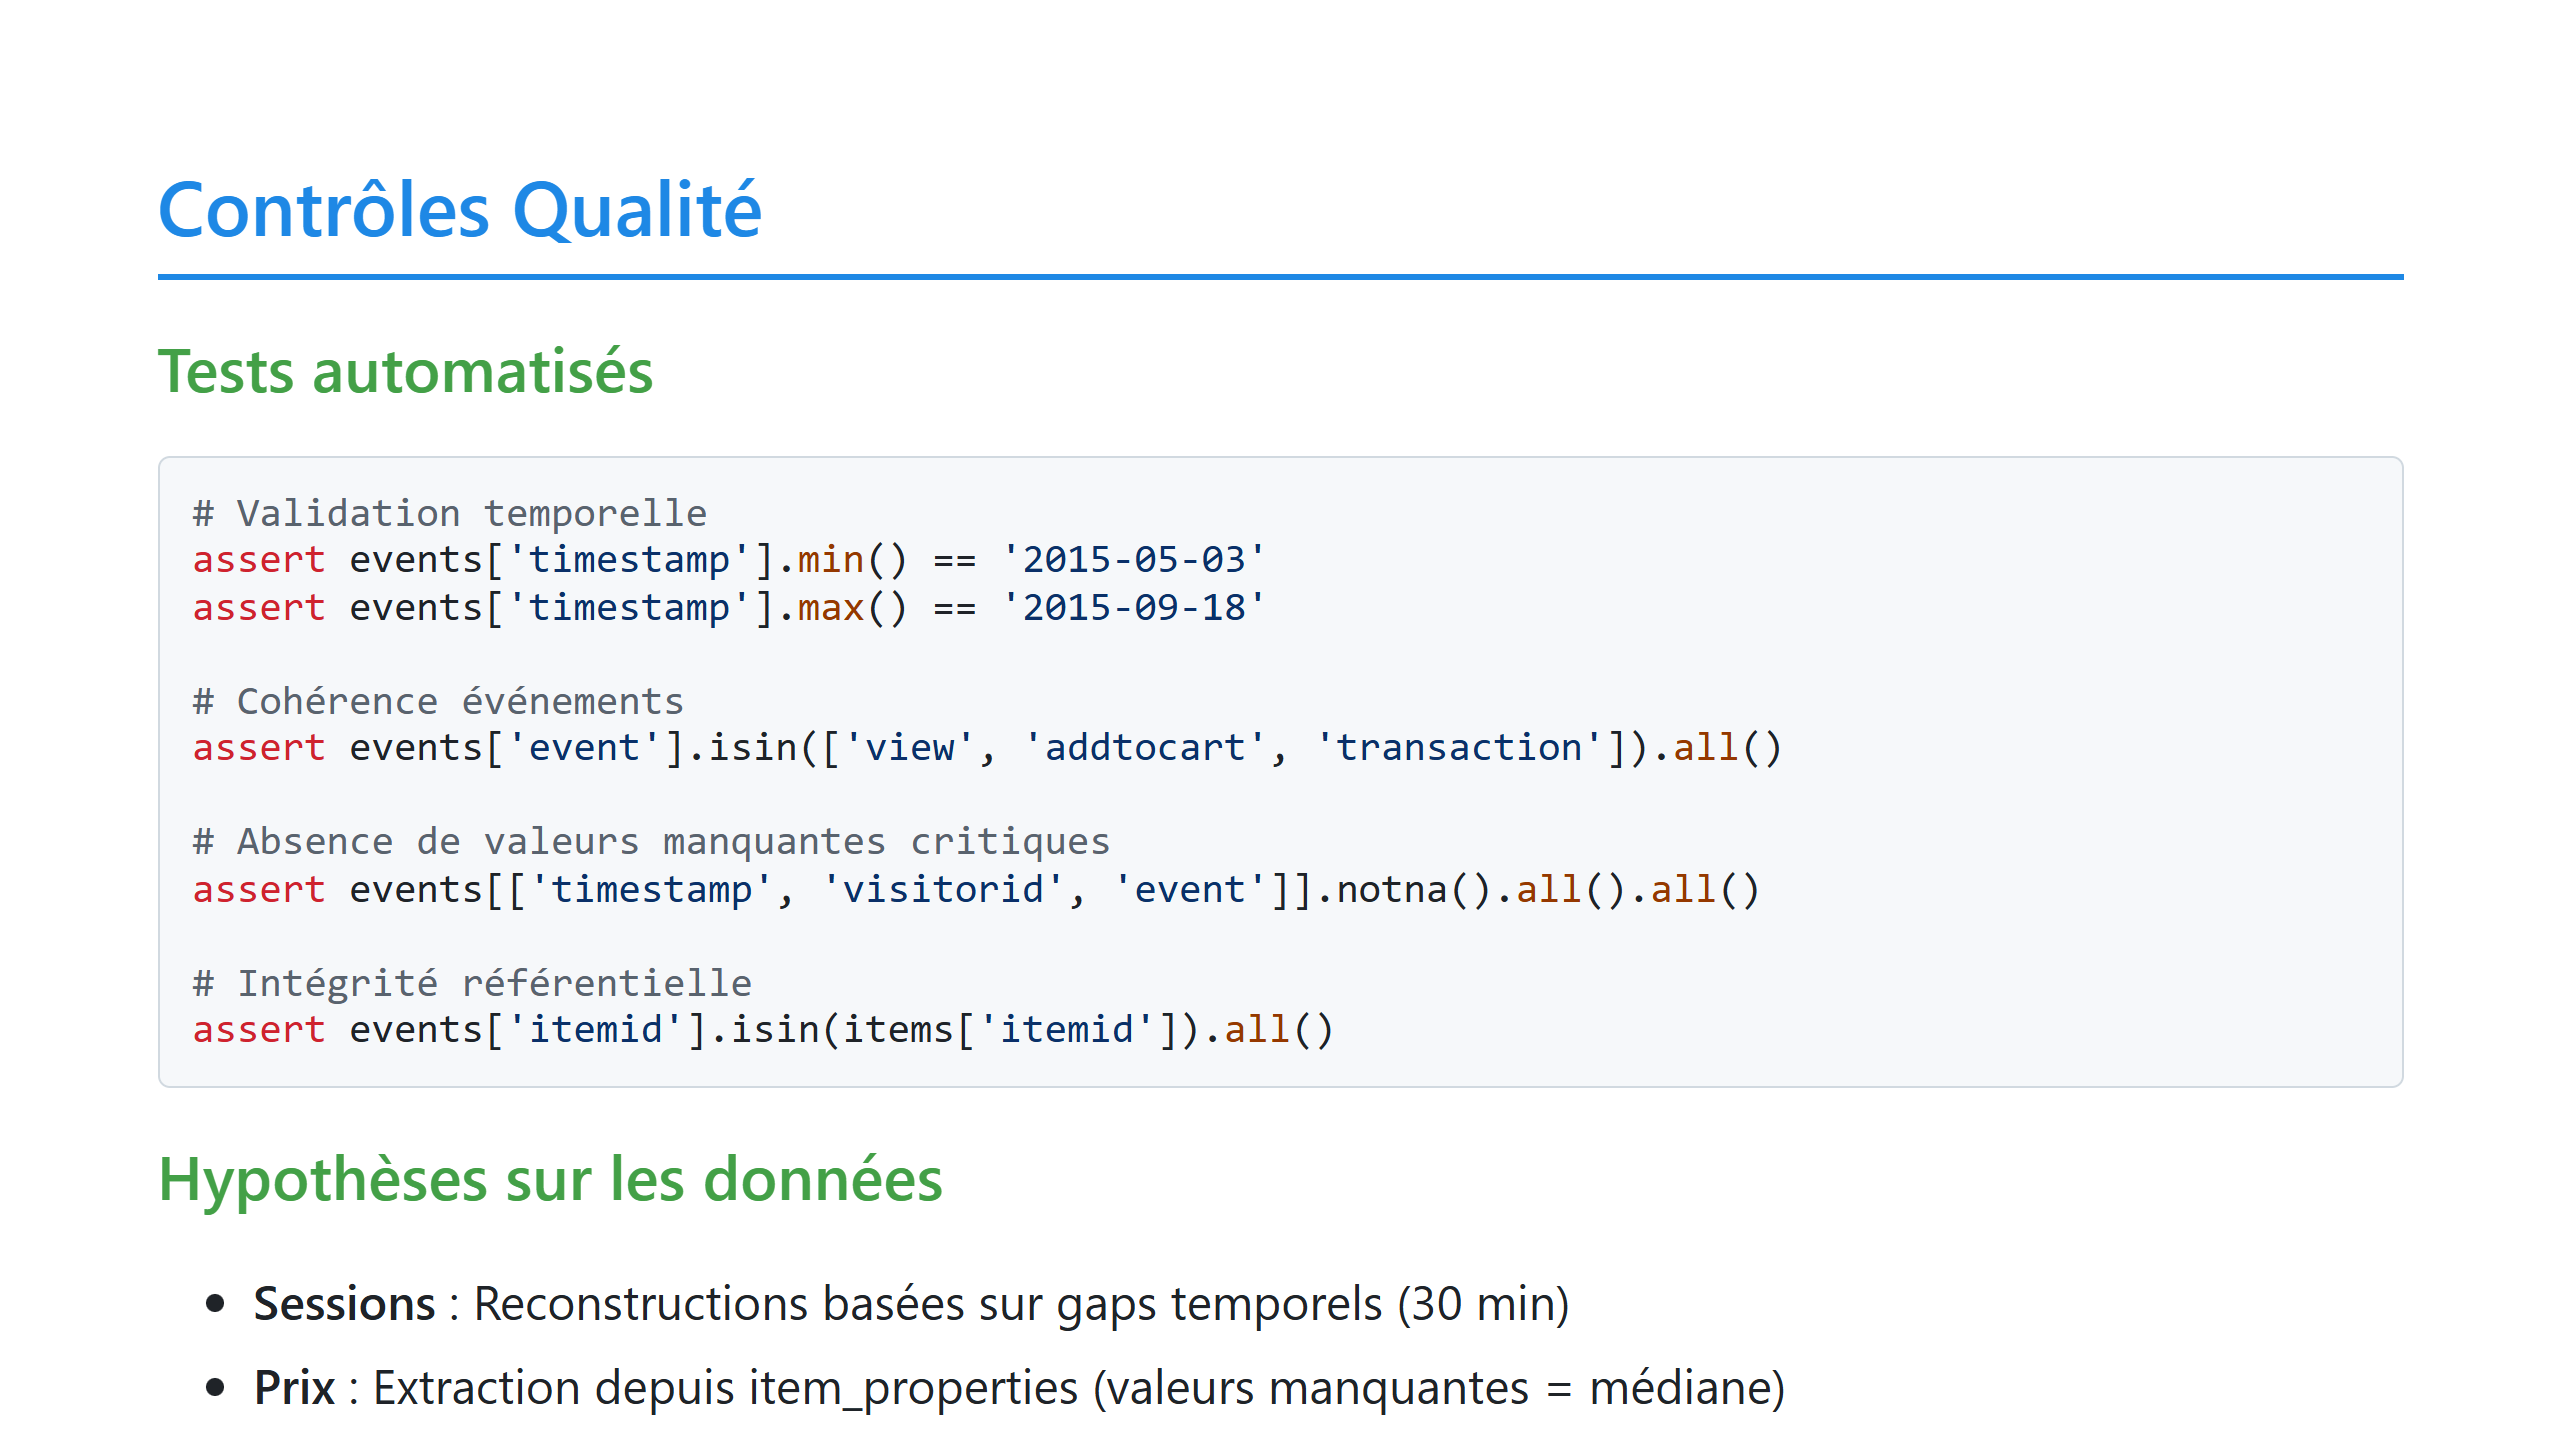 Contrôles Qualité
Tests automatisés
# Validation temporelle
assert events['timestamp'].min() == '2015-05-03'
assert events['timestamp'].max() == '2015-09-18'
# Cohérence événements
assert events['event'].isin(['view', 'addtocart', 'transaction']).all()
# Absence de valeurs manquantes critiques
assert events[['timestamp', 'visitorid', 'event']].notna().all().all()
# Intégrité référentielle
assert events['itemid'].isin(items['itemid']).all()
Hypothèses sur les données
• Sessions : Reconstructions basées sur gaps temporels (30 min)
• Prix : Extraction depuis item_properties (valeurs manquantes = médiane)